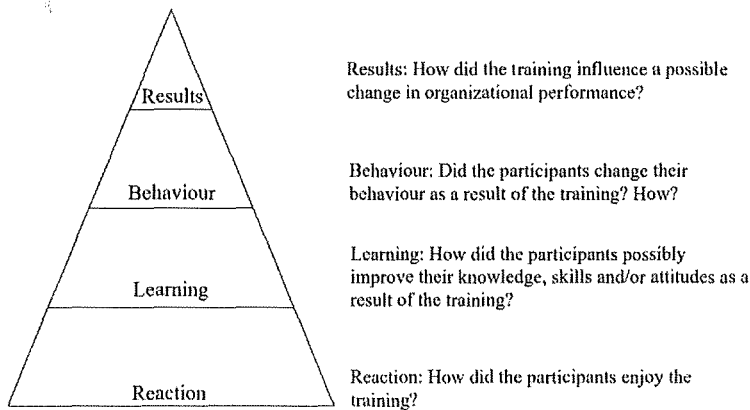 Results
Results: How did the training influence a possible
change in organizational performance?
Behaviour
Behaviour: Did the participants change their
behaviour as a result of the training? How?
Learning
Learning: How did the participants possibly
improve their knowledge, skills and/or attitudes as a
result of the training?
Reaction
Reaction: How did the participants enjoy the
training?